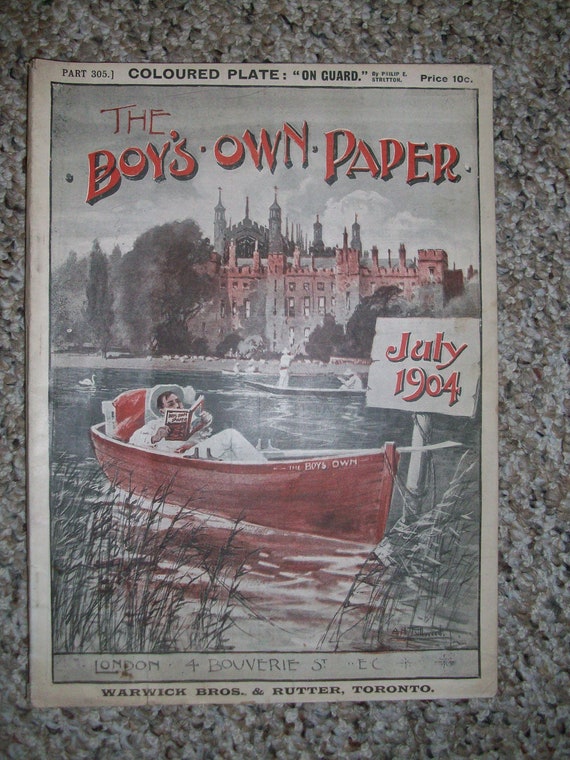 PART 305.] COLOURED PLATE: "ON GUARD." By PHILIP E. STRETTON. Price 10c.
THE
BOY'S · OWN · PAPER.
July
1904
THE BOY'S OWN
LONDON · 4 BOUVERIE ST EC
WARWICK BROS. & RUTTER, TORONTO.